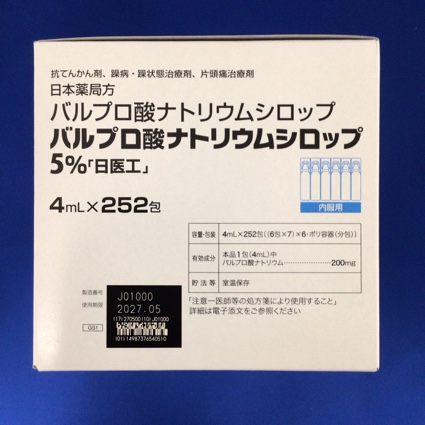 抗てんかん剤、躁病・躁状態治療剤、片頭痛治療剤
日本薬局方
バルプロ酸ナトリウムシロップ
バルプロ酸ナトリウムシロップ
5%「日医工」
4mL×252包
内服用
容量・包装 4mL×252包((6包×7)×6・ポリ容器(分包))
有効成分 本品1包(4mL)中
バルプロ酸ナトリウム……………………200mg
貯法等 室温保存
「注意－医師等の処方箋により使用すること」
詳細は電子添文をご参照ください
製造番号 J01000
使用期限 2027.05
(17)270500(10)J01000
GS1
(01)14987376540510